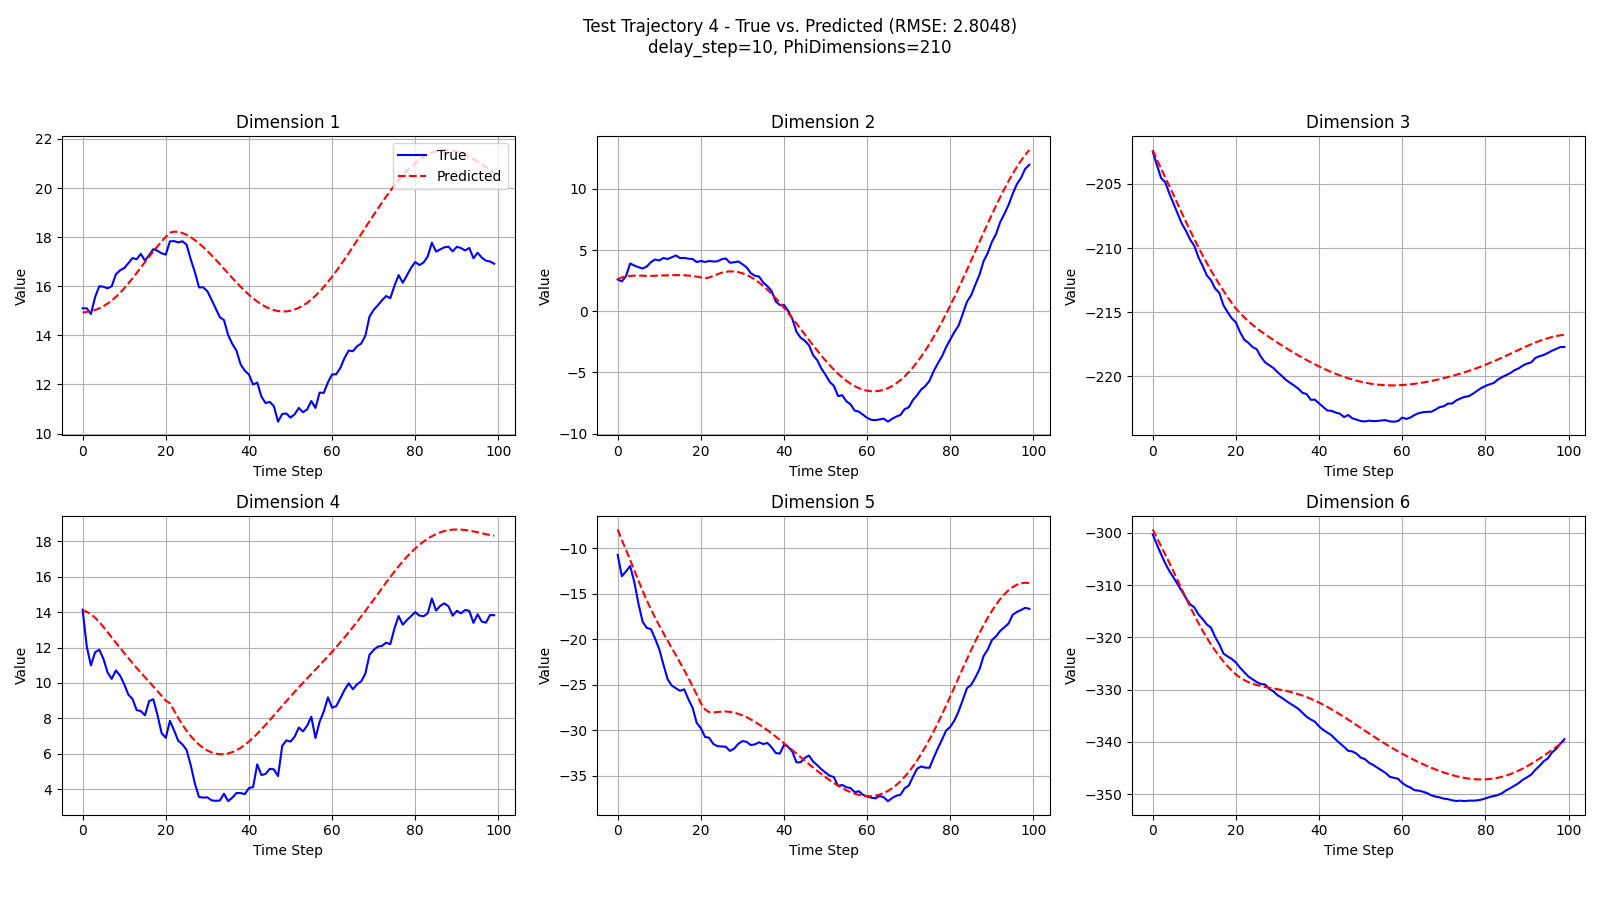 Test Trajectory 4 - True vs. Predicted (RMSE: 2.8048)
delay_step=10, PhiDimensions=210
Dimension 1
Value
22
20
18
16
14
12
10
0 20 40 60 80 100
Time Step
True
Predicted
Dimension 2
Value
10
5
0
−5
−10
0 20 40 60 80 100
Time Step
Dimension 3
Value
−205
−210
−215
−220
0 20 40 60 80 100
Time Step
Dimension 4
Value
18
16
14
12
10
8
6
4
0 20 40 60 80 100
Time Step
Dimension 5
Value
−10
−15
−20
−25
−30
−35
0 20 40 60 80 100
Time Step
Dimension 6
Value
−300
−310
−320
−330
−340
−350
0 20 40 60 80 100
Time Step